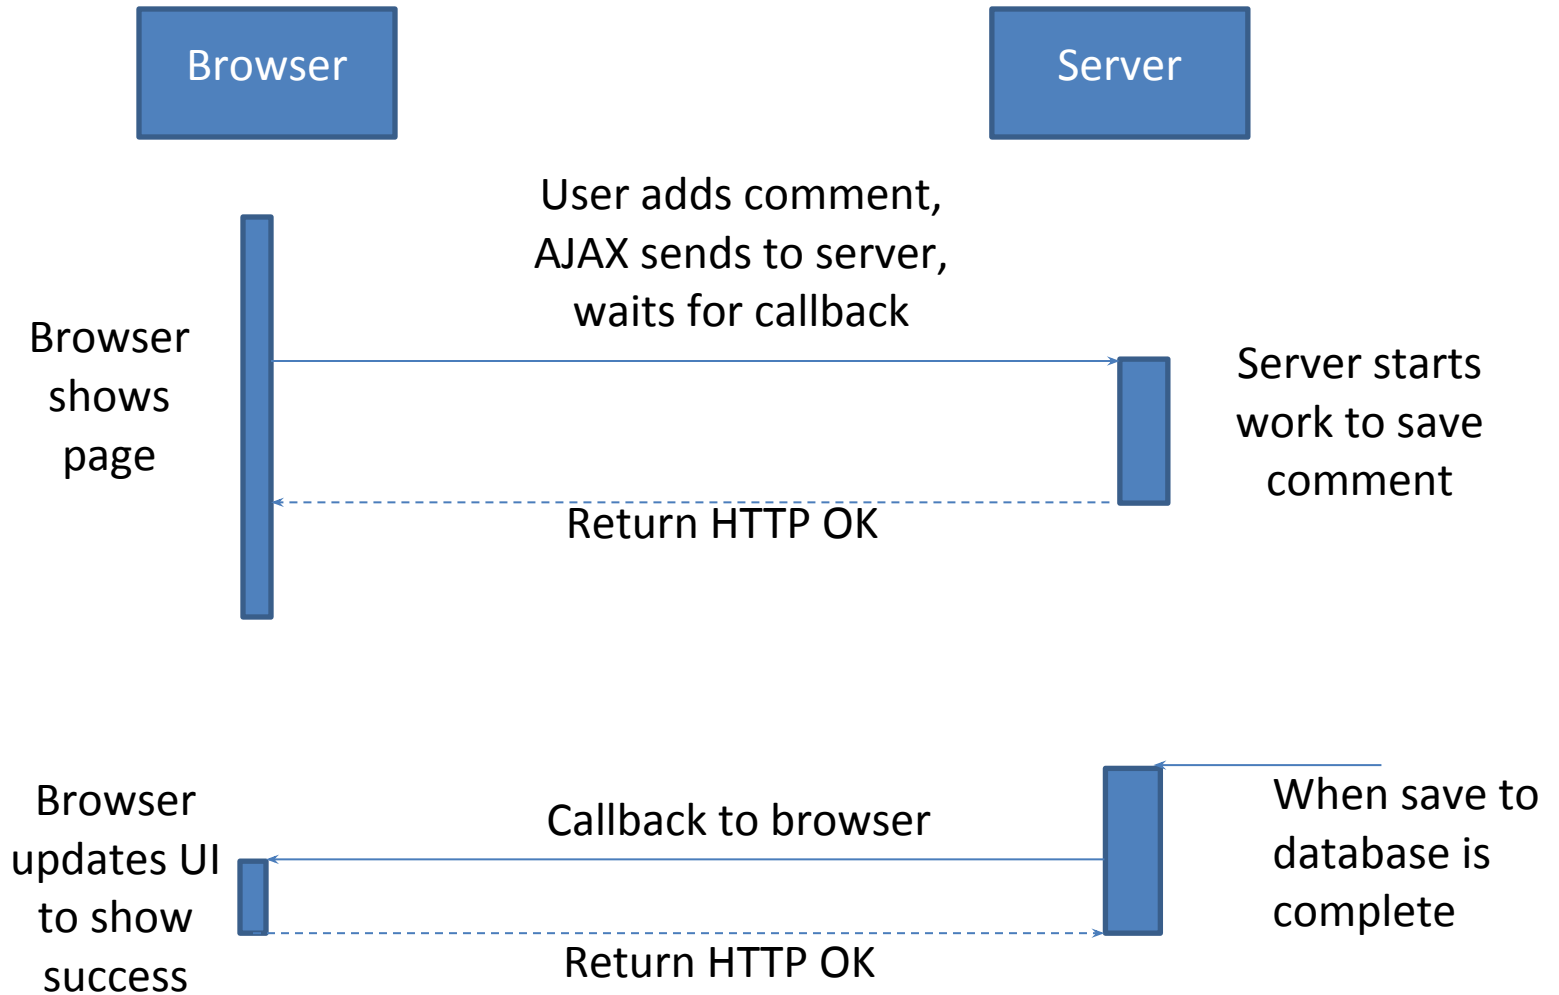 Browser
Server
User adds comment,
AJAX sends to server,
waits for callback
Browser
shows
page
Server starts
work to save
comment
Return HTTP OK
Browser
updates UI
to show
success
Callback to browser
When save to
database is
complete
Return HTTP OK